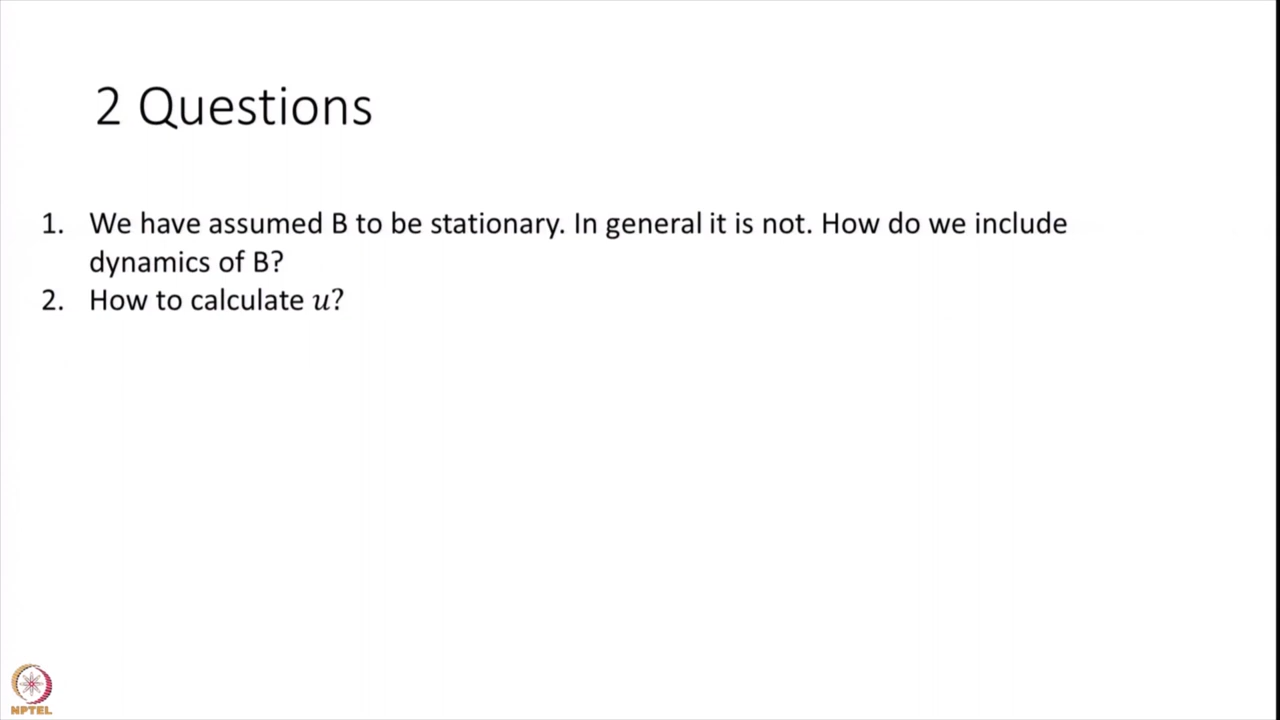 2 Questions
1. We have assumed B to be stationary. In general it is not. How do we include
dynamics of B?
2. How to calculate u?
NPTEL